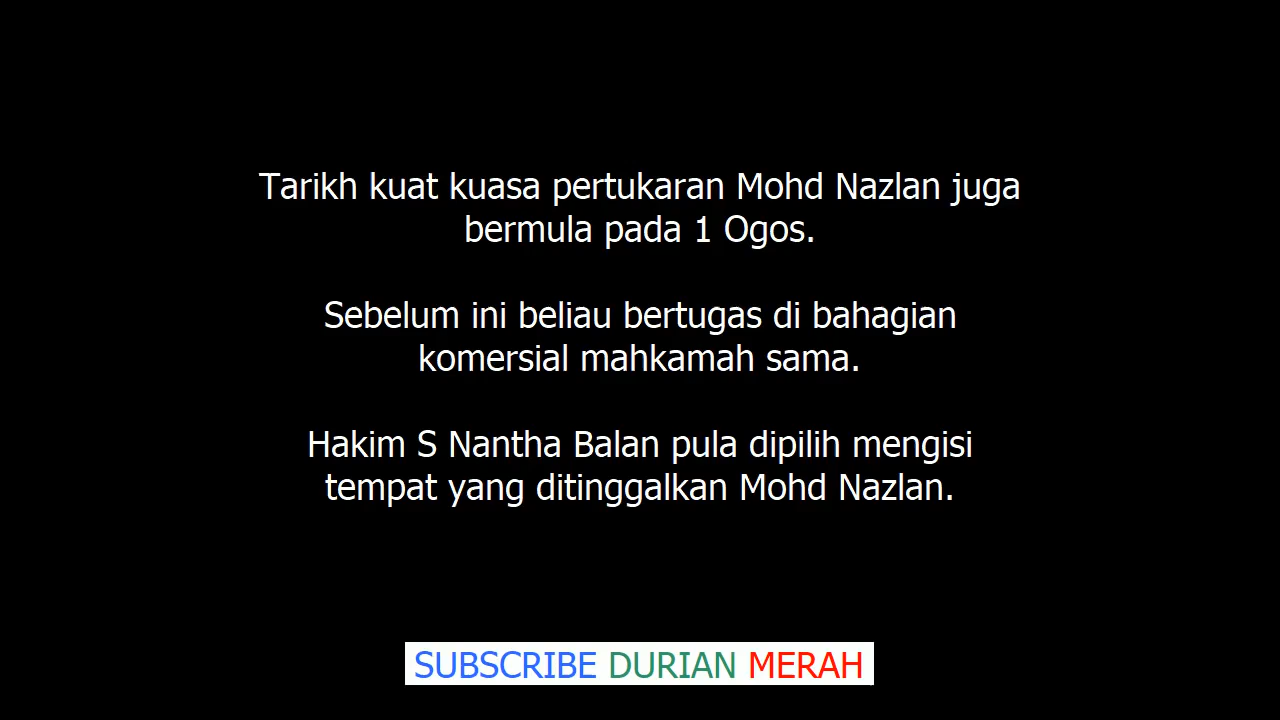 Tarikh kuat kuasa pertukaran Mohd Nazlan juga
bermula pada 1 Ogos.
Sebelum ini beliau bertugas di bahagian
komersial mahkamah sama.
Hakim S Nantha Balan pula dipilih mengisi
tempat yang ditinggalkan Mohd Nazlan.
SUBSCRIBE DURIAN MERAH